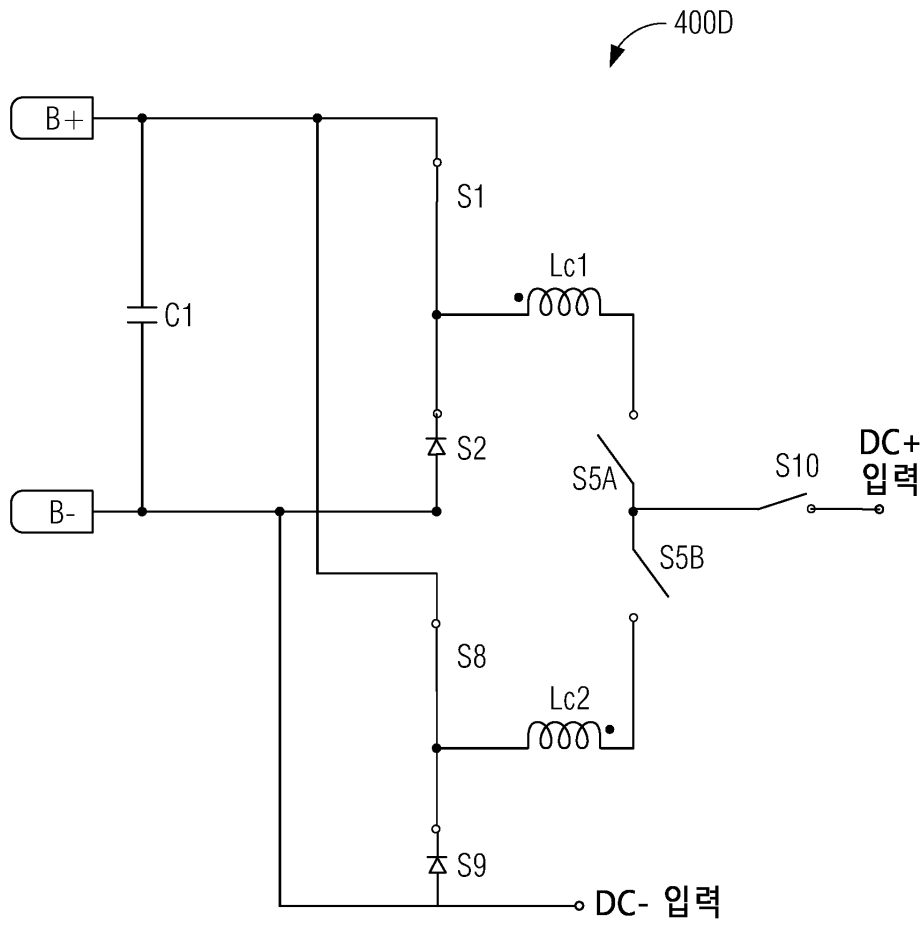 400D
B+
S1
Lc1
C1
S2
DC+
입력
S10
S5A
B-
S5B
S8
Lc2
S9
DC- 입력